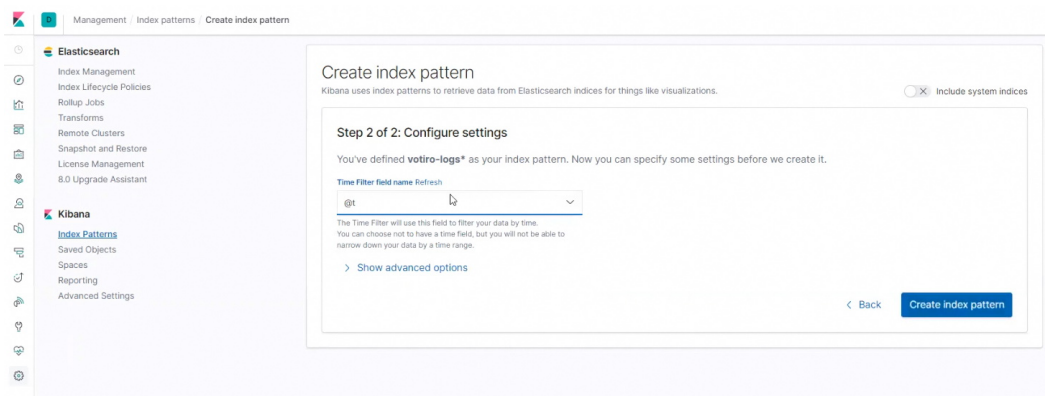 D Management / Index patterns / Create index pattern
Elasticsearch
Index Management
Index Lifecycle Policies
Rollup Jobs
Transforms
Remote Clusters
Snapshot and Restore
License Management
8.0 Upgrade Assistant
Kibana
Index Patterns
Saved Objects
Spaces
Reporting
Advanced Settings
Create index pattern
Kibana uses index patterns to retrieve data from Elasticsearch indices for things like visualizations.
Include system indices
Step 2 of 2: Configure settings
You've defined votiro-logs* as your index pattern. Now you can specify some settings before we create it.
Time Filter field name Refresh
@t
The Time Filter will use this field to filter your data by time.
You can choose not to have a time field, but you will not be able to
narrow down your data by a time range.
Show advanced options
Back
Create index pattern